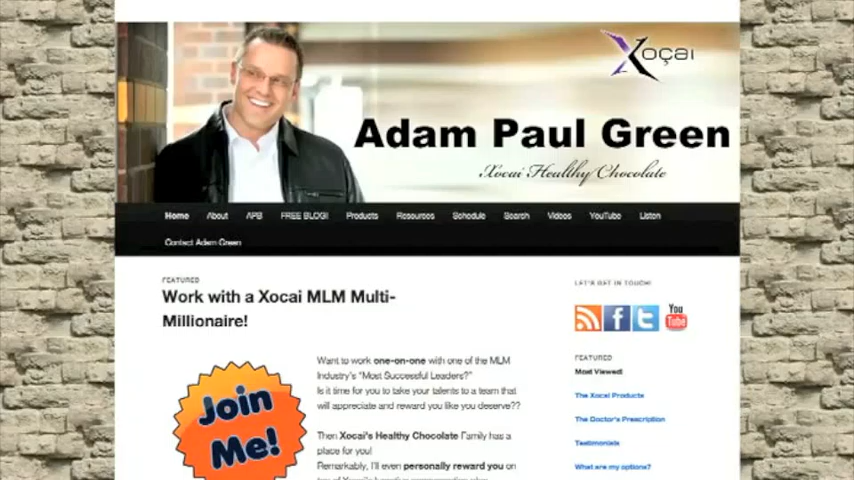 Xoçai
Adam Paul Green
Xocai Healthy Chocolate
Home About APG FREE BLOG! Products Resources Schedule Search Videos YouTube Listen
Contact Adam Green
FEATURED
Work with a Xocai MLM Multi-
Millionaire!
Join
Me!
Want to work one-on-one with one of the MLM
Industry's "Most Successful Leaders?"
Is it time for you to take your talents to a team that
will appreciate and reward you like you deserve??
Then Xocai's Healthy Chocolate Family has a
place for you!
Remarkably, I'll even personally reward you on
LET'S GET IN TOUCH!
f t You
Tube
FEATURED
Most Viewed!
The Xocai Products
The Doctor's Prescription
Testimonials
What are my options?